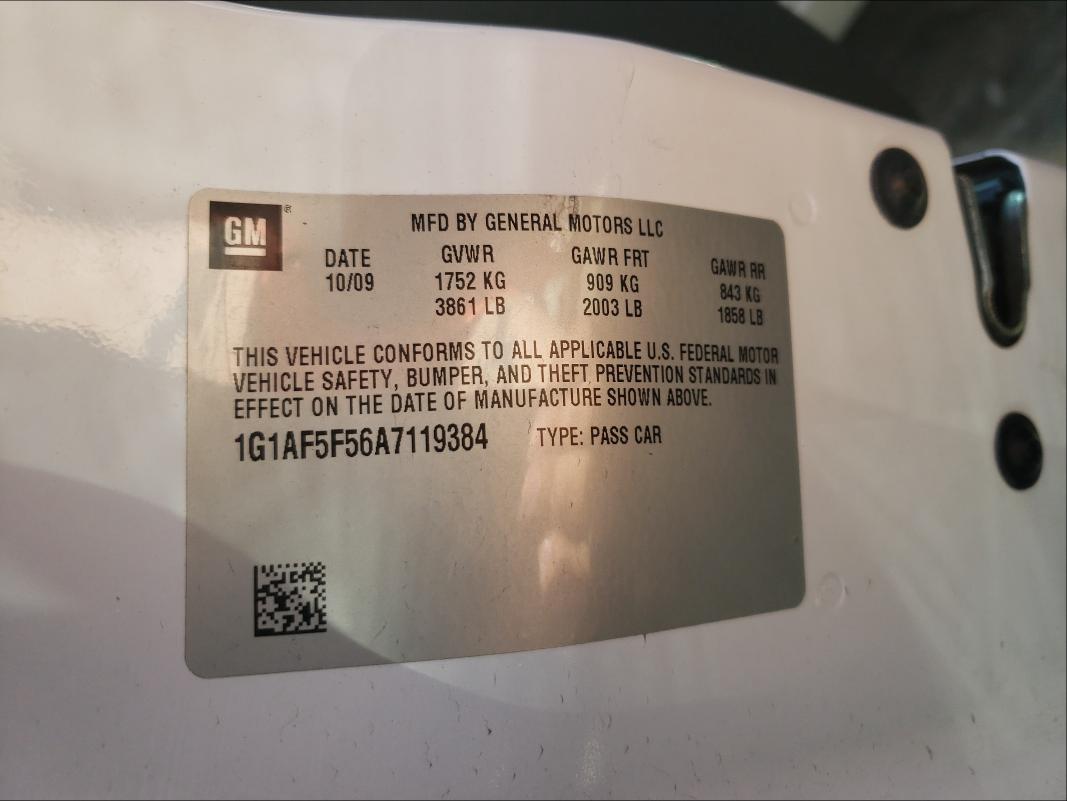 GM ®
MFD BY GENERAL MOTORS LLC
DATE GVWR GAWR FRT GAWR RR
10/09 1752 KG 909 KG 843 KG
3861 LB 2003 LB 1858 LB
THIS VEHICLE CONFORMS TO ALL APPLICABLE U.S. FEDERAL MOTOR
VEHICLE SAFETY, BUMPER, AND THEFT PREVENTION STANDARDS IN
EFFECT ON THE DATE OF MANUFACTURE SHOWN ABOVE.
1G1AF5F56A7119384 TYPE: PASS CAR